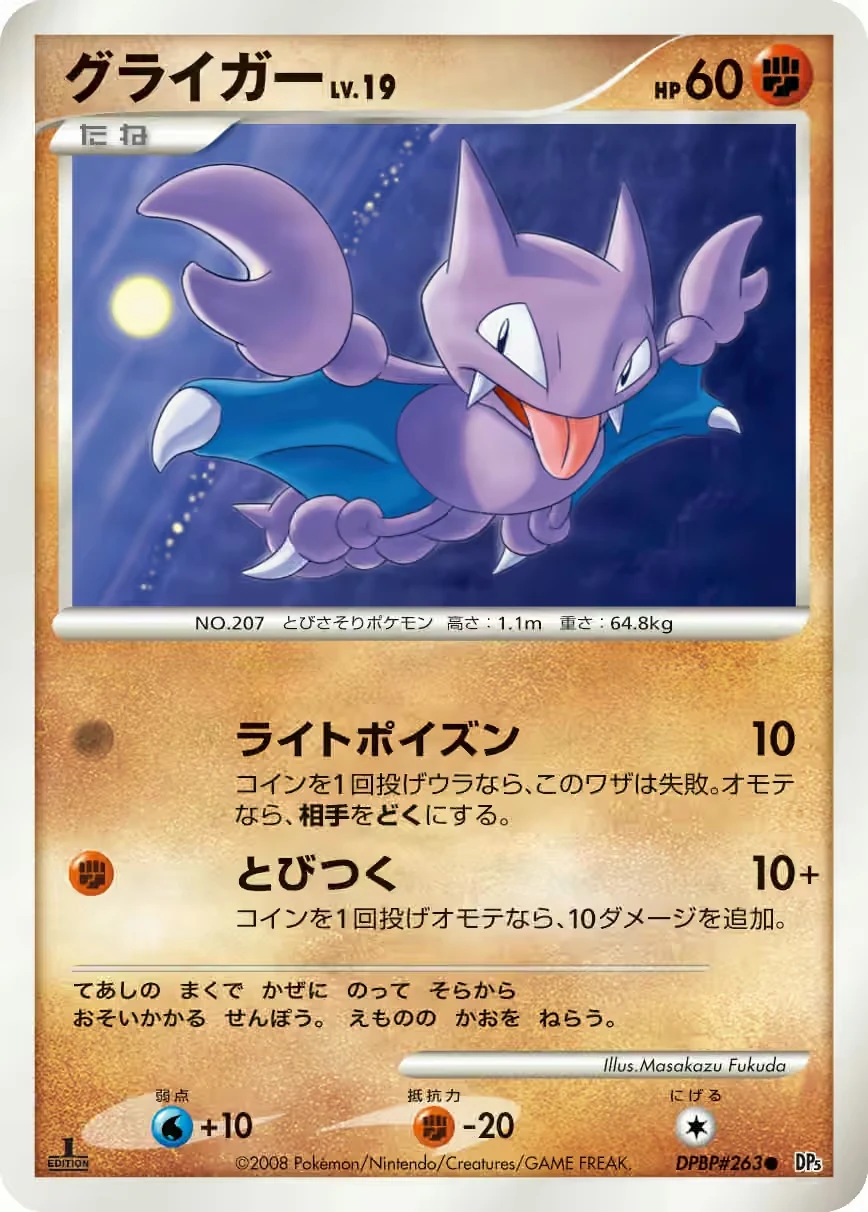 グライガー LV.19 HP60
たね
NO.207 とびさそりポケモン 高さ：1.1m 重さ：64.8kg
ライトポイズン 10
コインを1回投げウラなら、このワザは失敗。オモテ
なら、相手をどくにする。
とびつく 10+
コインを1回投げオモテなら、10ダメージを追加。
てあしの まくで かぜに のって そらから
おそいかかる せんぽう。 えものの かおを ねらう。
Illus.Masakazu Fukuda
弱点 抵抗力 にげる
+10 -20
1 EDITION ©2008 Pokémon/Nintendo/Creatures/GAME FREAK. DPBP#263● DP5